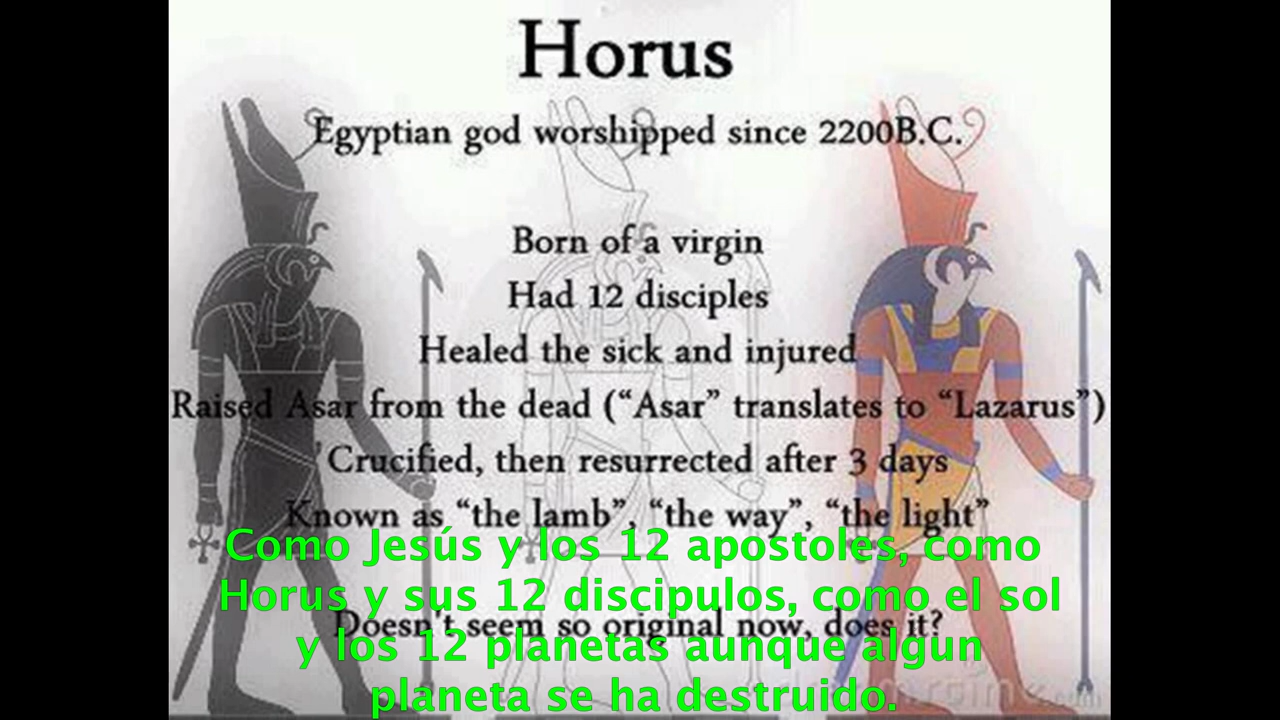 Horus
Egyptian god worshipped since 2200B.C.
Born of a virgin
Had 12 disciples
Healed the sick and injured
Raised Asar from the dead (“Asar” translates to “Lazarus”)
Crucified, then resurrected after 3 days
Known as “the lamb”, “the way”, “the light”
Como Jesús y los 12 apostoles, como
Horus y sus 12 discipulos, como el sol
Doesn't seem so original now, does it?
y los 12 planetas aunque algun
planeta se ha destruido.